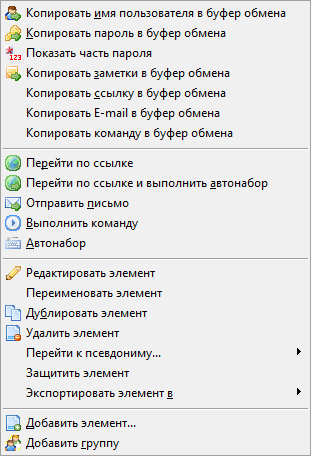 Копировать имя пользователя в буфер обмена
Копировать пароль в буфер обмена
123 Показать часть пароля
Копировать заметки в буфер обмена
Копировать ссылку в буфер обмена
Копировать E-mail в буфер обмена
Копировать команду в буфер обмена
Перейти по ссылке
Перейти по ссылке и выполнить автонабор
Отправить письмо
Выполнить команду
Автонабор
Редактировать элемент
Переименовать элемент
Дублировать элемент
Удалить элемент
Перейти к псевдониму...
Защитить элемент
Экспортировать элемент в
Добавить элемент...
Добавить группу